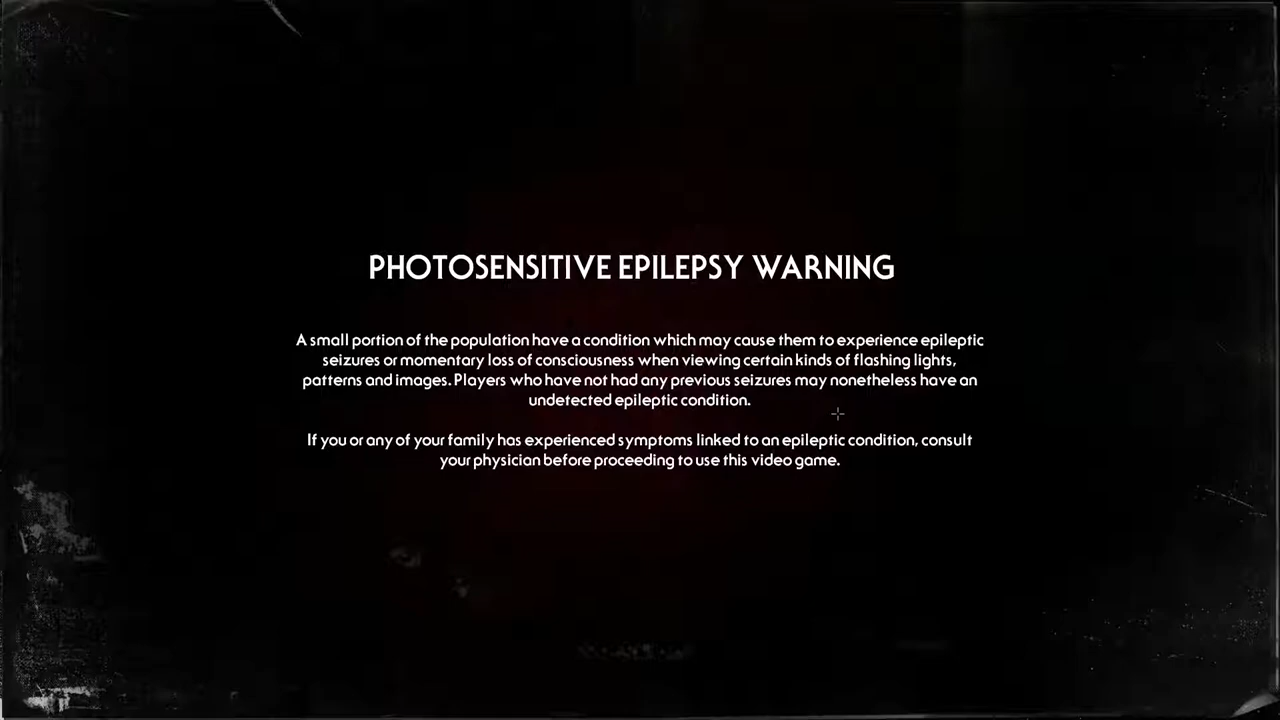 PHOTOSENSITIVE EPILEPSY WARNING
A small portion of the population have a condition which may cause them to experience epileptic
seizures or momentary loss of consciousness when viewing certain kinds of flashing lights,
patterns and images. Players who have not had any previous seizures may nonetheless have an
undetected epileptic condition.
If you or any of your family has experienced symptoms linked to an epileptic condition, consult
your physician before proceeding to use this video game.